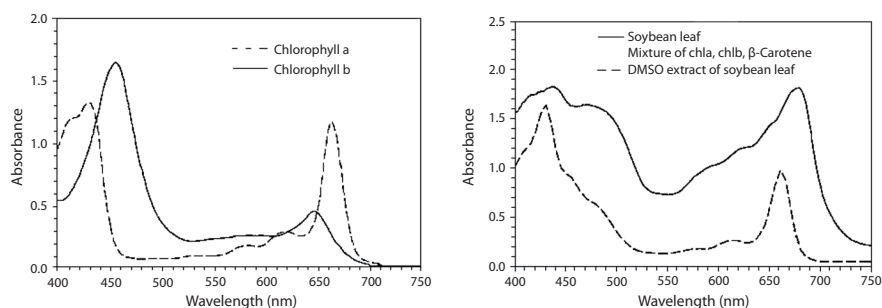 2.0
1.5
1.0
0.5
0.0
Absorbance
400 450 500 550 600 650 700 750
Wavelength (nm)
Chlorophyll a
Chlorophyll b
2.5
2.0
1.5
1.0
0.5
0.0
Absorbance
400 450 500 550 600 650 700 750
Wavelength (nm)
Soybean leaf
Mixture of chla, chlb, β-Carotene
DMSO extract of soybean leaf